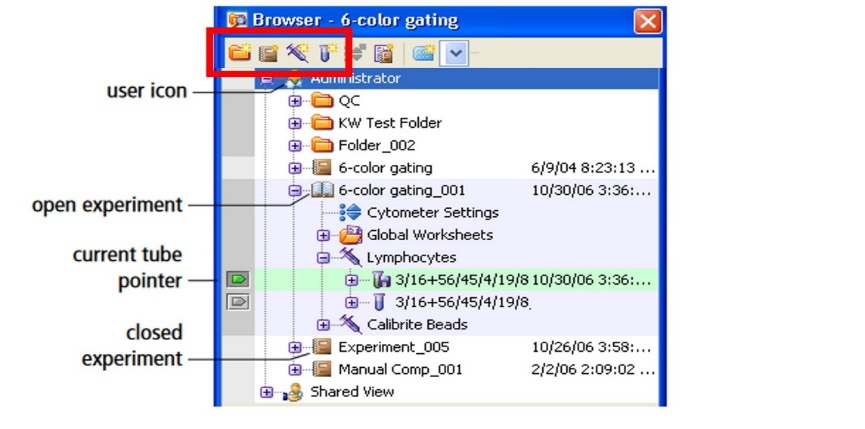 Browser - 6-color gating
user icon
Administrator
QC
KW Test Folder
Folder_002
6-color gating 6/9/04 8:23:13 ...
open experiment
6-color gating_001 10/30/06 3:36:...
Cytometer Settings
Global Worksheets
Lymphocytes
current tube
pointer
3/16+56/45/4/19/8 10/30/06 3:36:...
3/16+56/45/4/19/8
Calibrite Beads
closed
experiment
Experiment_005 10/26/06 3:58:...
Manual Comp_001 2/2/06 2:09:02 ...
Shared View